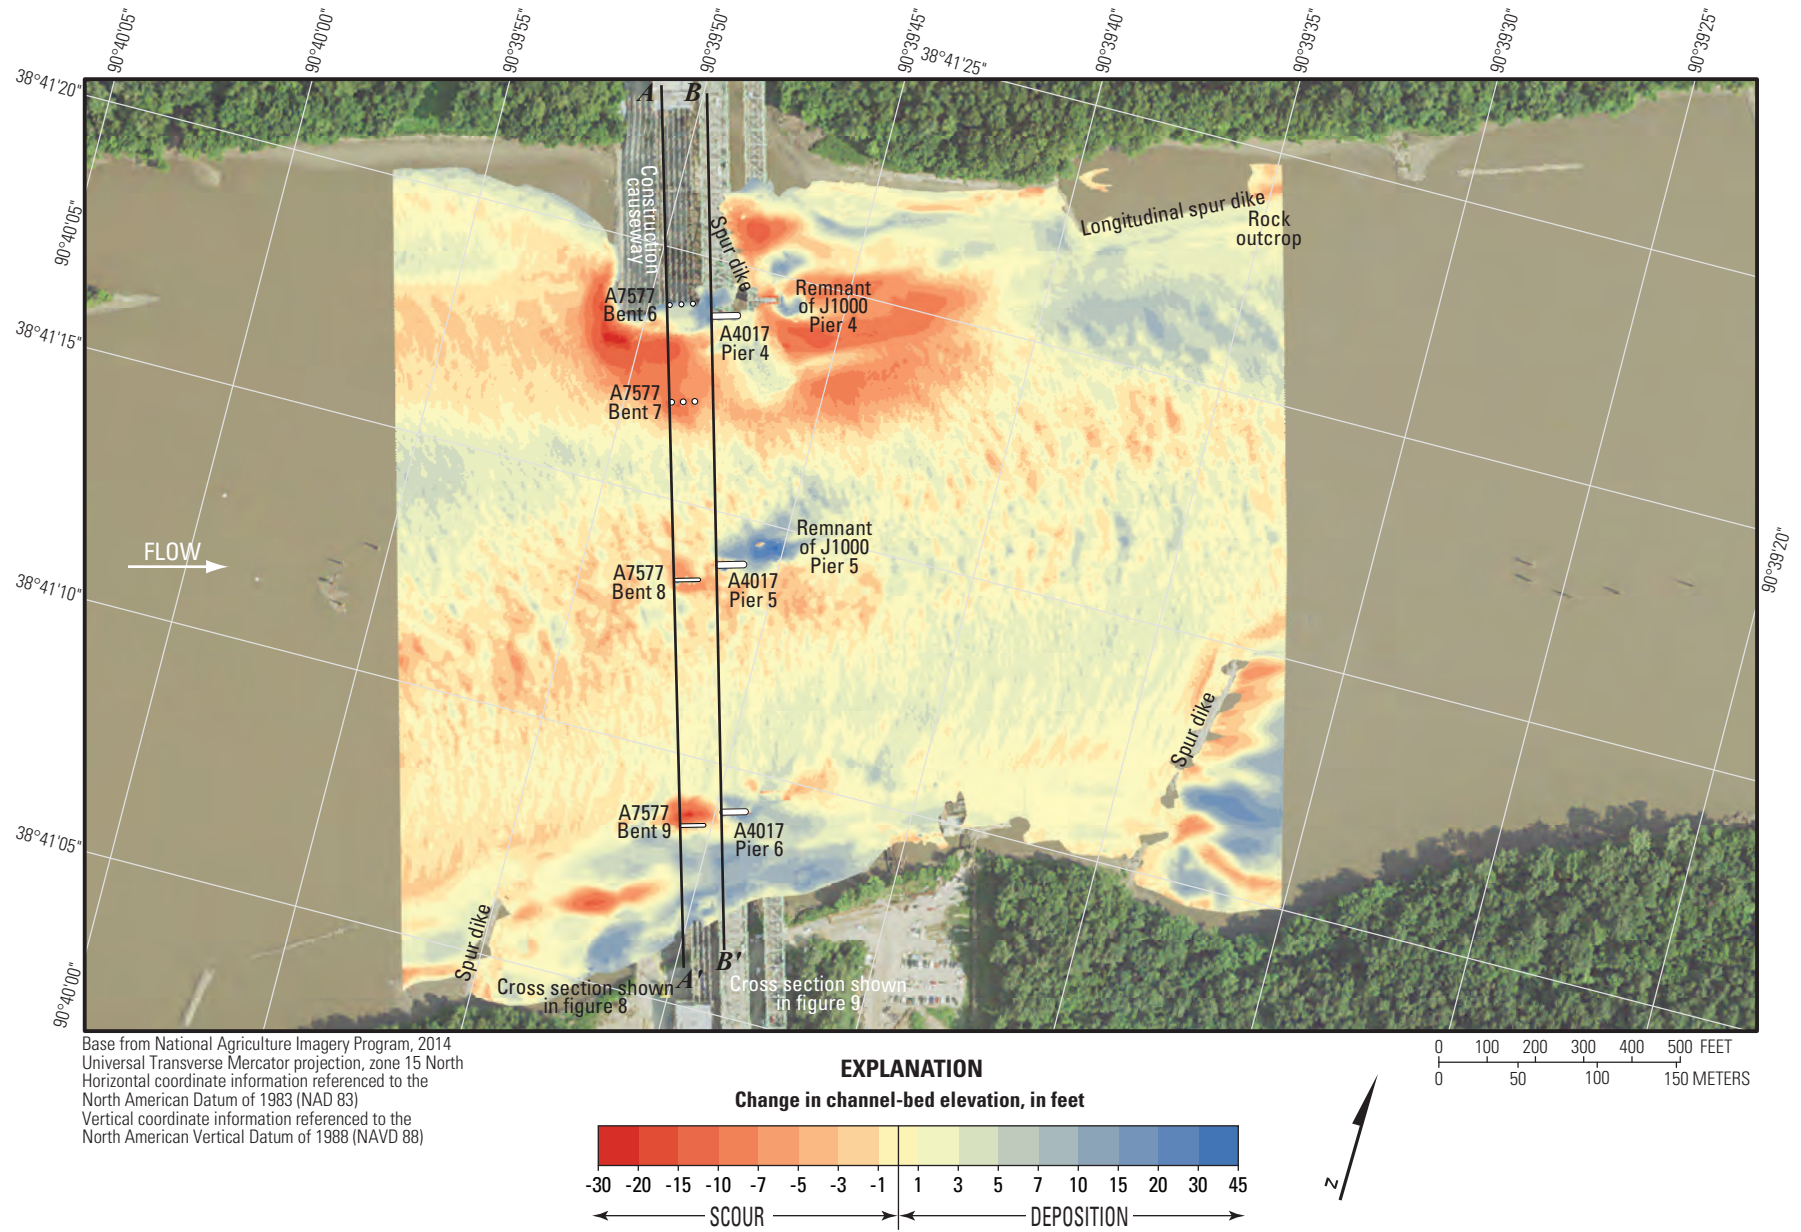 90°40'05"
90°40'00"
90°39'55"
90°39'50"
90°39'45"
38°41'25"
90°39'40"
90°39'35"
90°39'30"
90°39'25"
38°41'20"
90°40'05"
38°41'15"
38°41'10"
38°41'05"
90°40'00"
90°39'20"
A
B
Construction
causeway
Spur dike
Longitudinal spur dike
Rock
outcrop
A7577
Bent 6
Remnant
of J1000
Pier 4
A4017
Pier 4
A7577
Bent 7
FLOW
Remnant
of J1000
Pier 5
A7577
Bent 8
A4017
Pier 5
Spur dike
A7577
Bent 9
A4017
Pier 6
Spur dike
A'
B'
Cross section shown
in figure 8
Cross section shown
in figure 9
Base from National Agriculture Imagery Program, 2014
Universal Transverse Mercator projection, zone 15 North
Horizontal coordinate information referenced to the
North American Datum of 1983 (NAD 83)
Vertical coordinate information referenced to the
North American Vertical Datum of 1988 (NAVD 88)
EXPLANATION
Change in channel-bed elevation, in feet
-30 -20 -15 -10 -7 -5 -3 -1 1 3 5 7 10 15 20 30 45
SCOUR
DEPOSITION
0 100 200 300 400 500 FEET
0 50 100 150 METERS
N